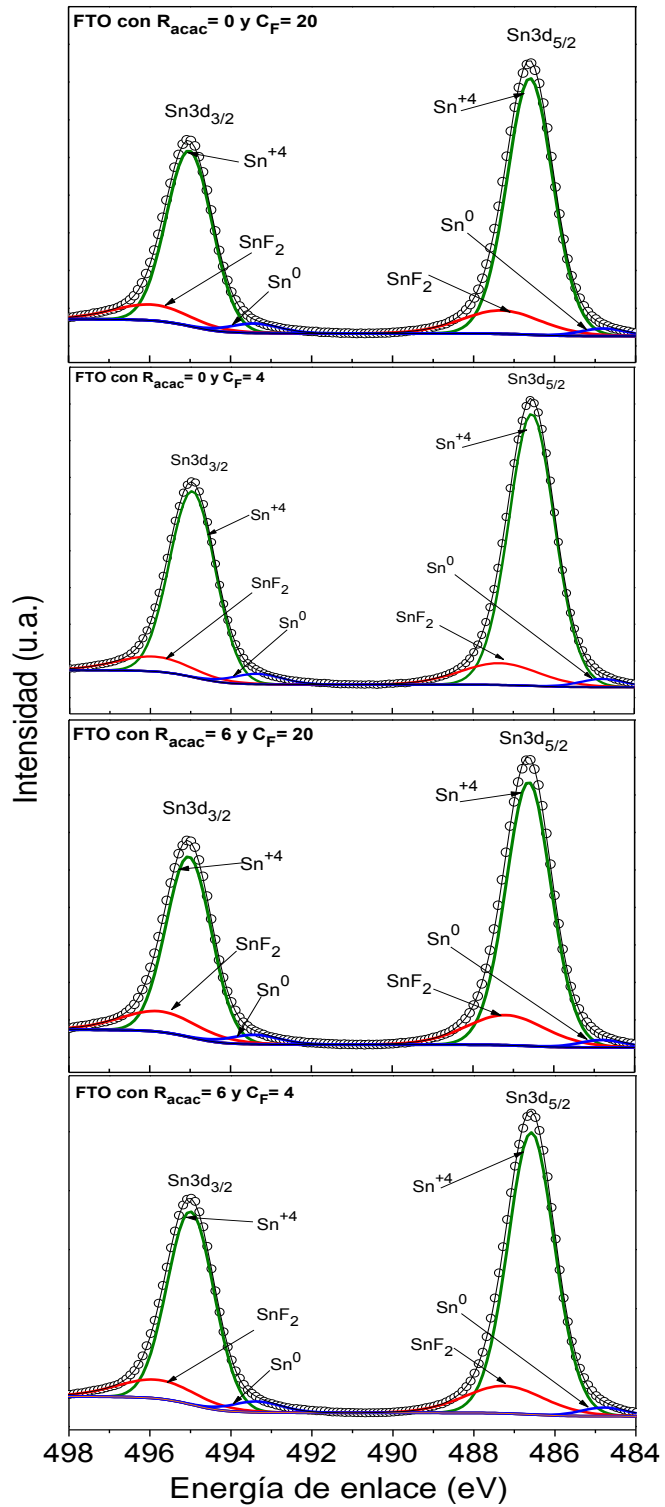 FTO con R_acac= 0 y C_F= 20
Sn3d_5/2
Sn3d_3/2
Sn^+4
Sn^+4
SnF_2
Sn^0
Sn^0
SnF_2
FTO con R_acac= 0 y C_F= 4
Sn3d_5/2
Sn3d_3/2
Sn^+4
Sn^+4
SnF_2
Sn^0
Sn^0
SnF_2
FTO con R_acac= 6 y C_F= 20
Sn3d_5/2
Sn3d_3/2
Sn^+4
Sn^+4
SnF_2
Sn^0
Sn^0
SnF_2
FTO con R_acac= 6 y C_F= 4
Sn3d_5/2
Sn3d_3/2
Sn^+4
Sn^+4
SnF_2
Sn^0
Sn^0
SnF_2
Intensidad (u.a.)
498 496 494 492 490 488 486 484
Energía de enlace (eV)